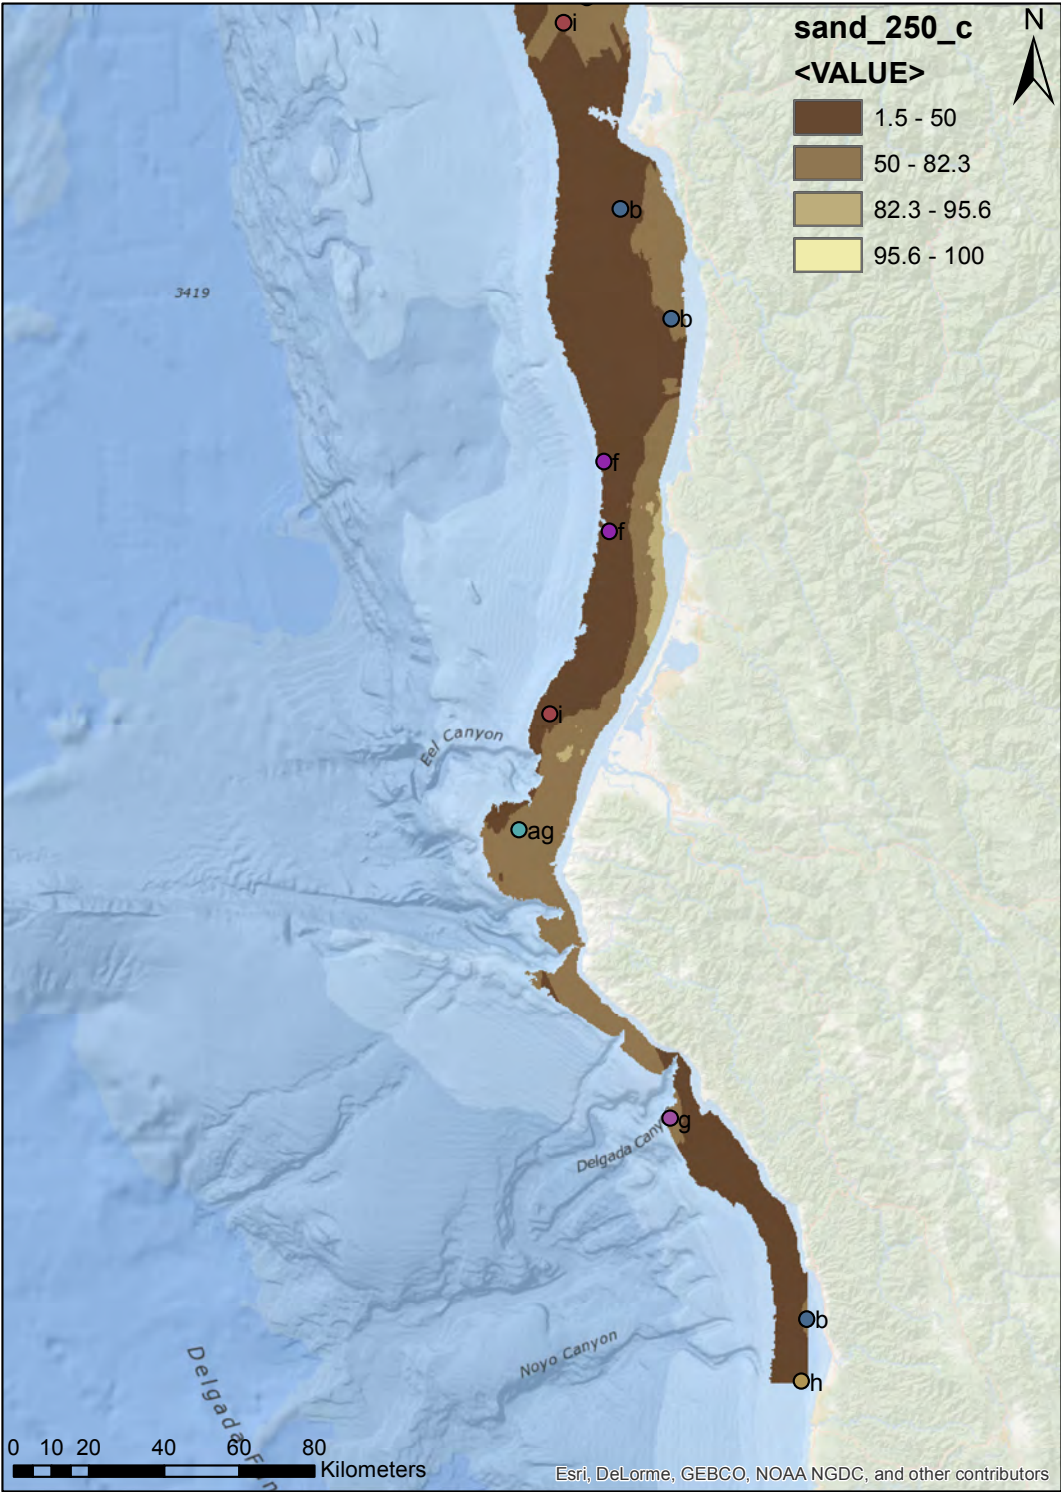 i
sand_250_c
N
<VALUE>
1.5 - 50
50 - 82.3
82.3 - 95.6
95.6 - 100
b
3419
b
f
f
i
Eel Canyon
ag
g
Delgada Cany
b
Noyo Canyon
h
Delgada Fan
0 10 20 40 60 80
Kilometers
Esri, DeLorme, GEBCO, NOAA NGDC, and other contributors